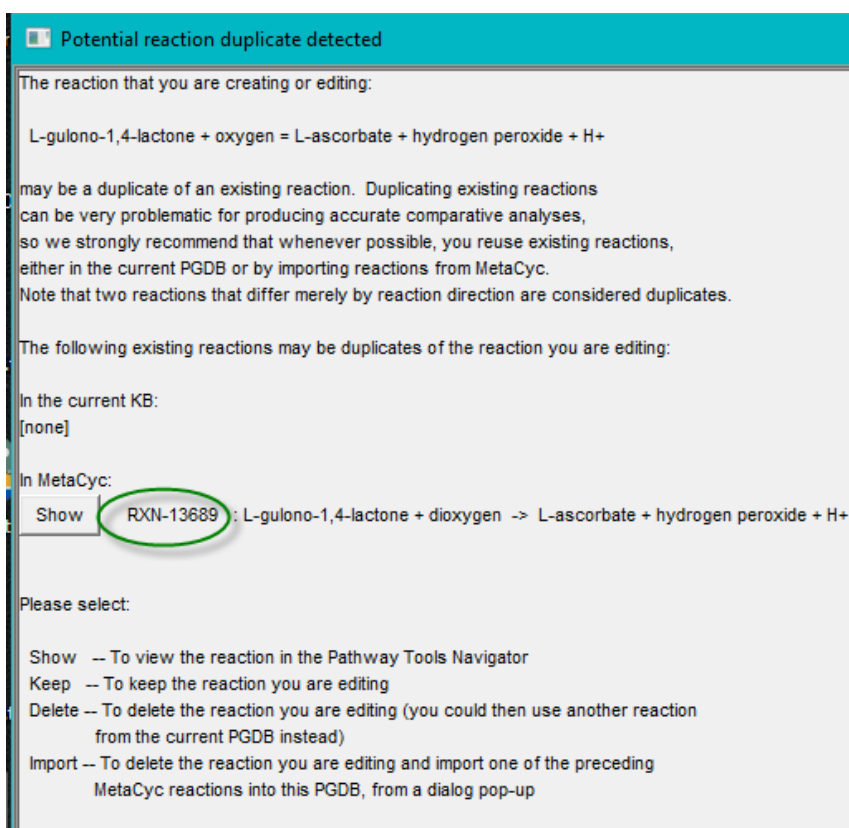 Potential reaction duplicate detected
The reaction that you are creating or editing:
L-gulono-1,4-lactone + oxygen = L-ascorbate + hydrogen peroxide + H+
may be a duplicate of an existing reaction.  Duplicating existing reactions
can be very problematic for producing accurate comparative analyses,
so we strongly recommend that whenever possible, you reuse existing reactions,
either in the current PGDB or by importing reactions from MetaCyc.
Note that two reactions that differ merely by reaction direction are considered duplicates.
The following existing reactions may be duplicates of the reaction you are editing:
In the current KB:
[none]
In MetaCyc:
Show RXN-13689 : L-gulono-1,4-lactone + dioxygen -> L-ascorbate + hydrogen peroxide + H+
Please select:
Show -- To view the reaction in the Pathway Tools Navigator
Keep -- To keep the reaction you are editing
Delete -- To delete the reaction you are editing (you could then use another reaction
from the current PGDB instead)
Import -- To delete the reaction you are editing and import one of the preceding
MetaCyc reactions into this PGDB, from a dialog pop-up